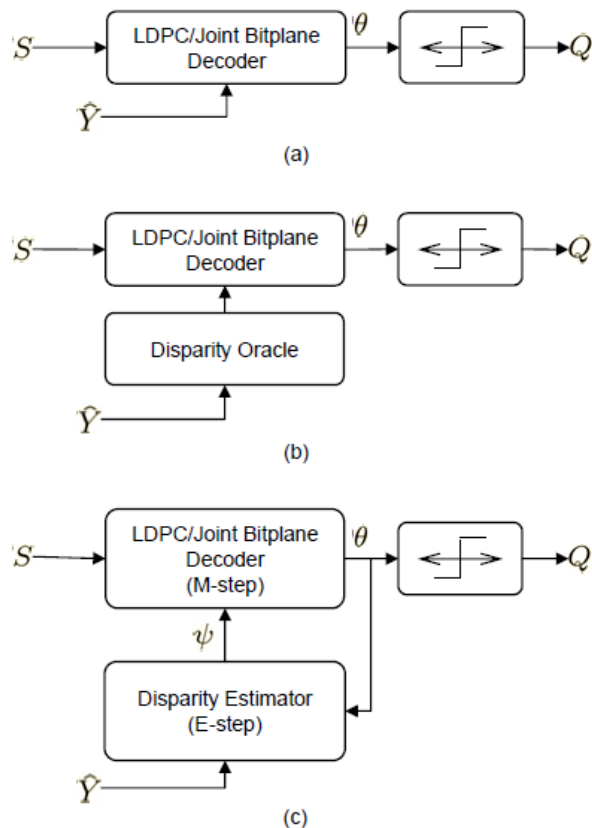 S
LDPC/Joint Bitplane
Decoder
θ
Q
Ŷ
(a)
S
LDPC/Joint Bitplane
Decoder
θ
Q
Disparity Oracle
Ŷ
(b)
S
LDPC/Joint Bitplane
Decoder
(M-step)
θ
Q
ψ
Disparity Estimator
(E-step)
Ŷ
(c)